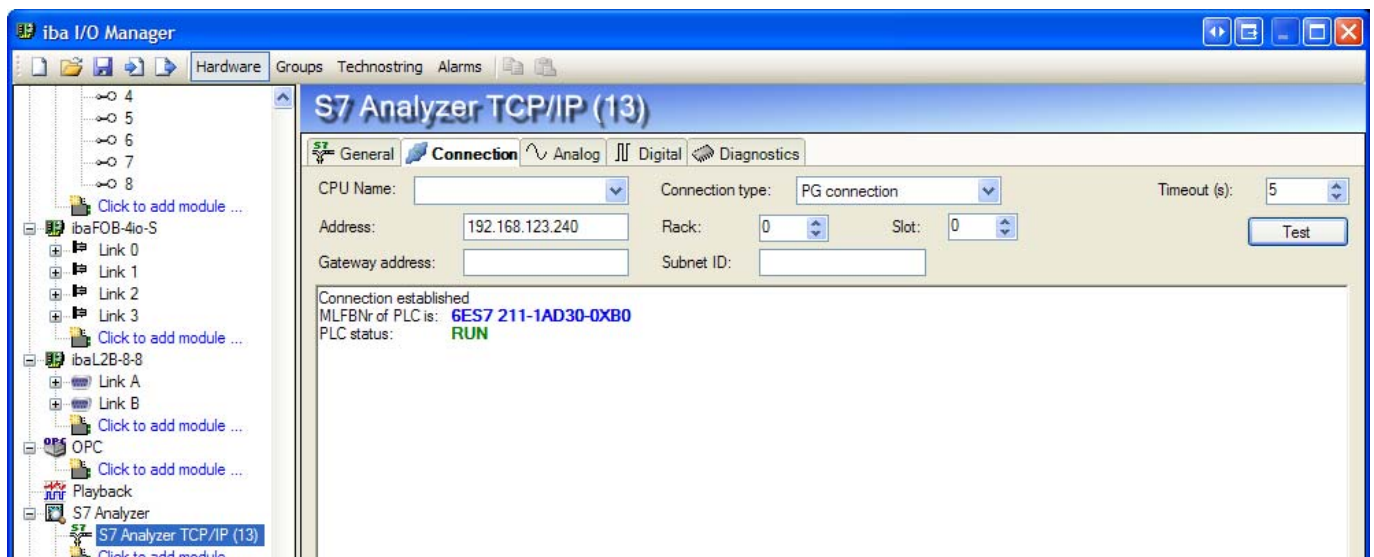 iba I/O Manager
Hardware Groups Technostring Alarms
4
5
6
7
8
Click to add module ...
ibaFOB-4io-S
Link 0
Link 1
Link 2
Link 3
Click to add module ...
ibaL2B-8-8
Link A
Link B
Click to add module ...
OPC
Click to add module ...
Playback
S7 Analyzer
S7 Analyzer TCP/IP (13)
Click to add module
S7 Analyzer TCP/IP (13)
General Connection Analog Digital Diagnostics
CPU Name: Connection type: PG connection Timeout (s): 5
Address: 192.168.123.240 Rack: 0 Slot: 0 Test
Gateway address: Subnet ID:
Connection established
MLFBNr of PLC is: 6ES7 211-1AD30-0XB0
PLC status: RUN